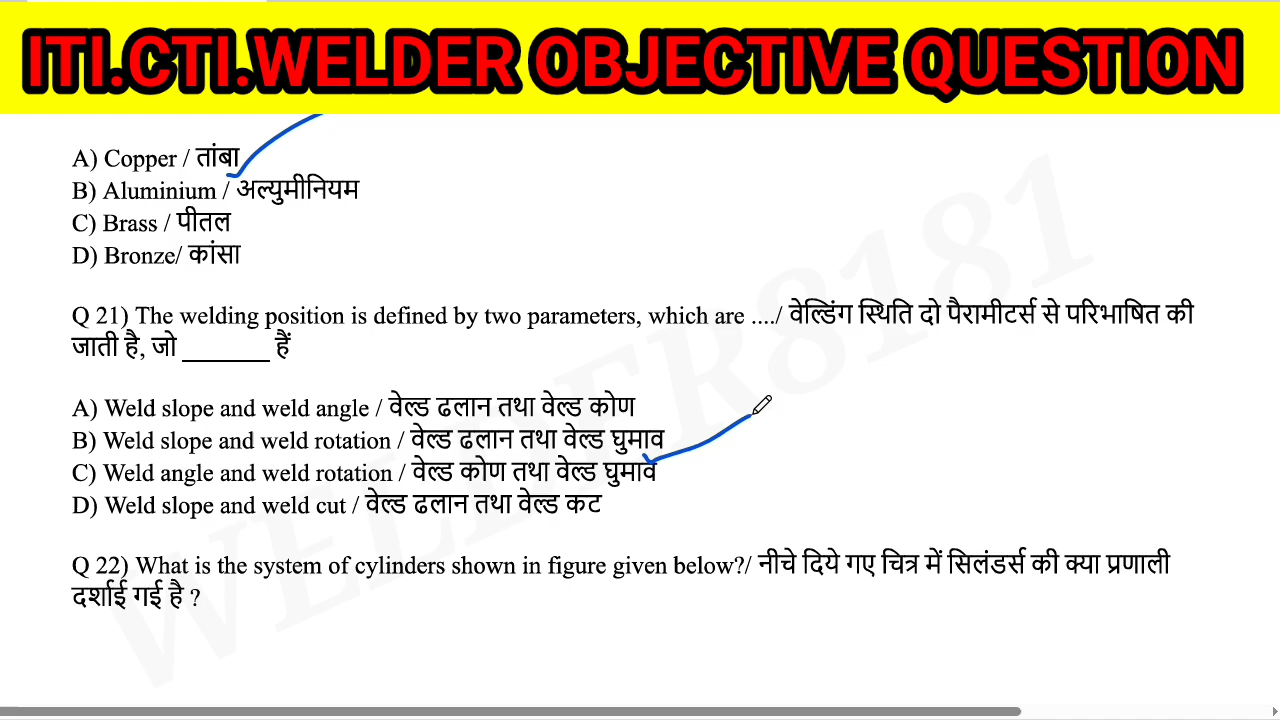 ITI.CTI.WELDER OBJECTIVE QUESTION
A) Copper / तांबा
B) Aluminium / अल्युमीनियम
C) Brass / पीतल
D) Bronze/ कांसा
Q 21) The welding position is defined by two parameters, which are ..../ वेल्डिंग स्थिति दो पैरामीटर्स से परिभाषित की
जाती है, जो _______ हैं
A) Weld slope and weld angle / वेल्ड ढलान तथा वेल्ड कोण
B) Weld slope and weld rotation / वेल्ड ढलान तथा वेल्ड घुमाव
C) Weld angle and weld rotation / वेल्ड कोण तथा वेल्ड घुमाव
D) Weld slope and weld cut / वेल्ड ढलान तथा वेल्ड कट
Q 22) What is the system of cylinders shown in figure given below?/ नीचे दिये गए चित्र में सिलंडर्स की क्या प्रणाली
दर्शाई गई है ?
WELDER8181